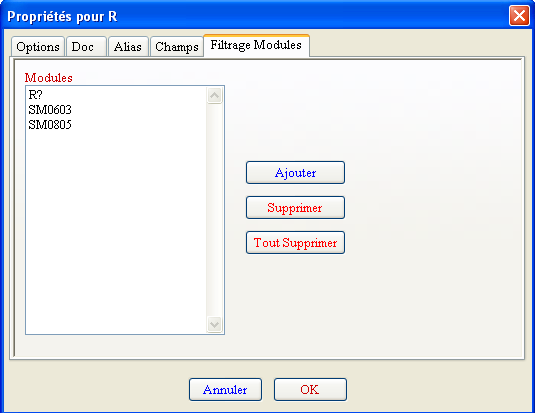 Propriétés pour R
Options Doc Alias Champs Filtrage Modules
Modules
R?
SM0603
SM0805
Ajouter
Supprimer
Tout Supprimer
Annuler OK